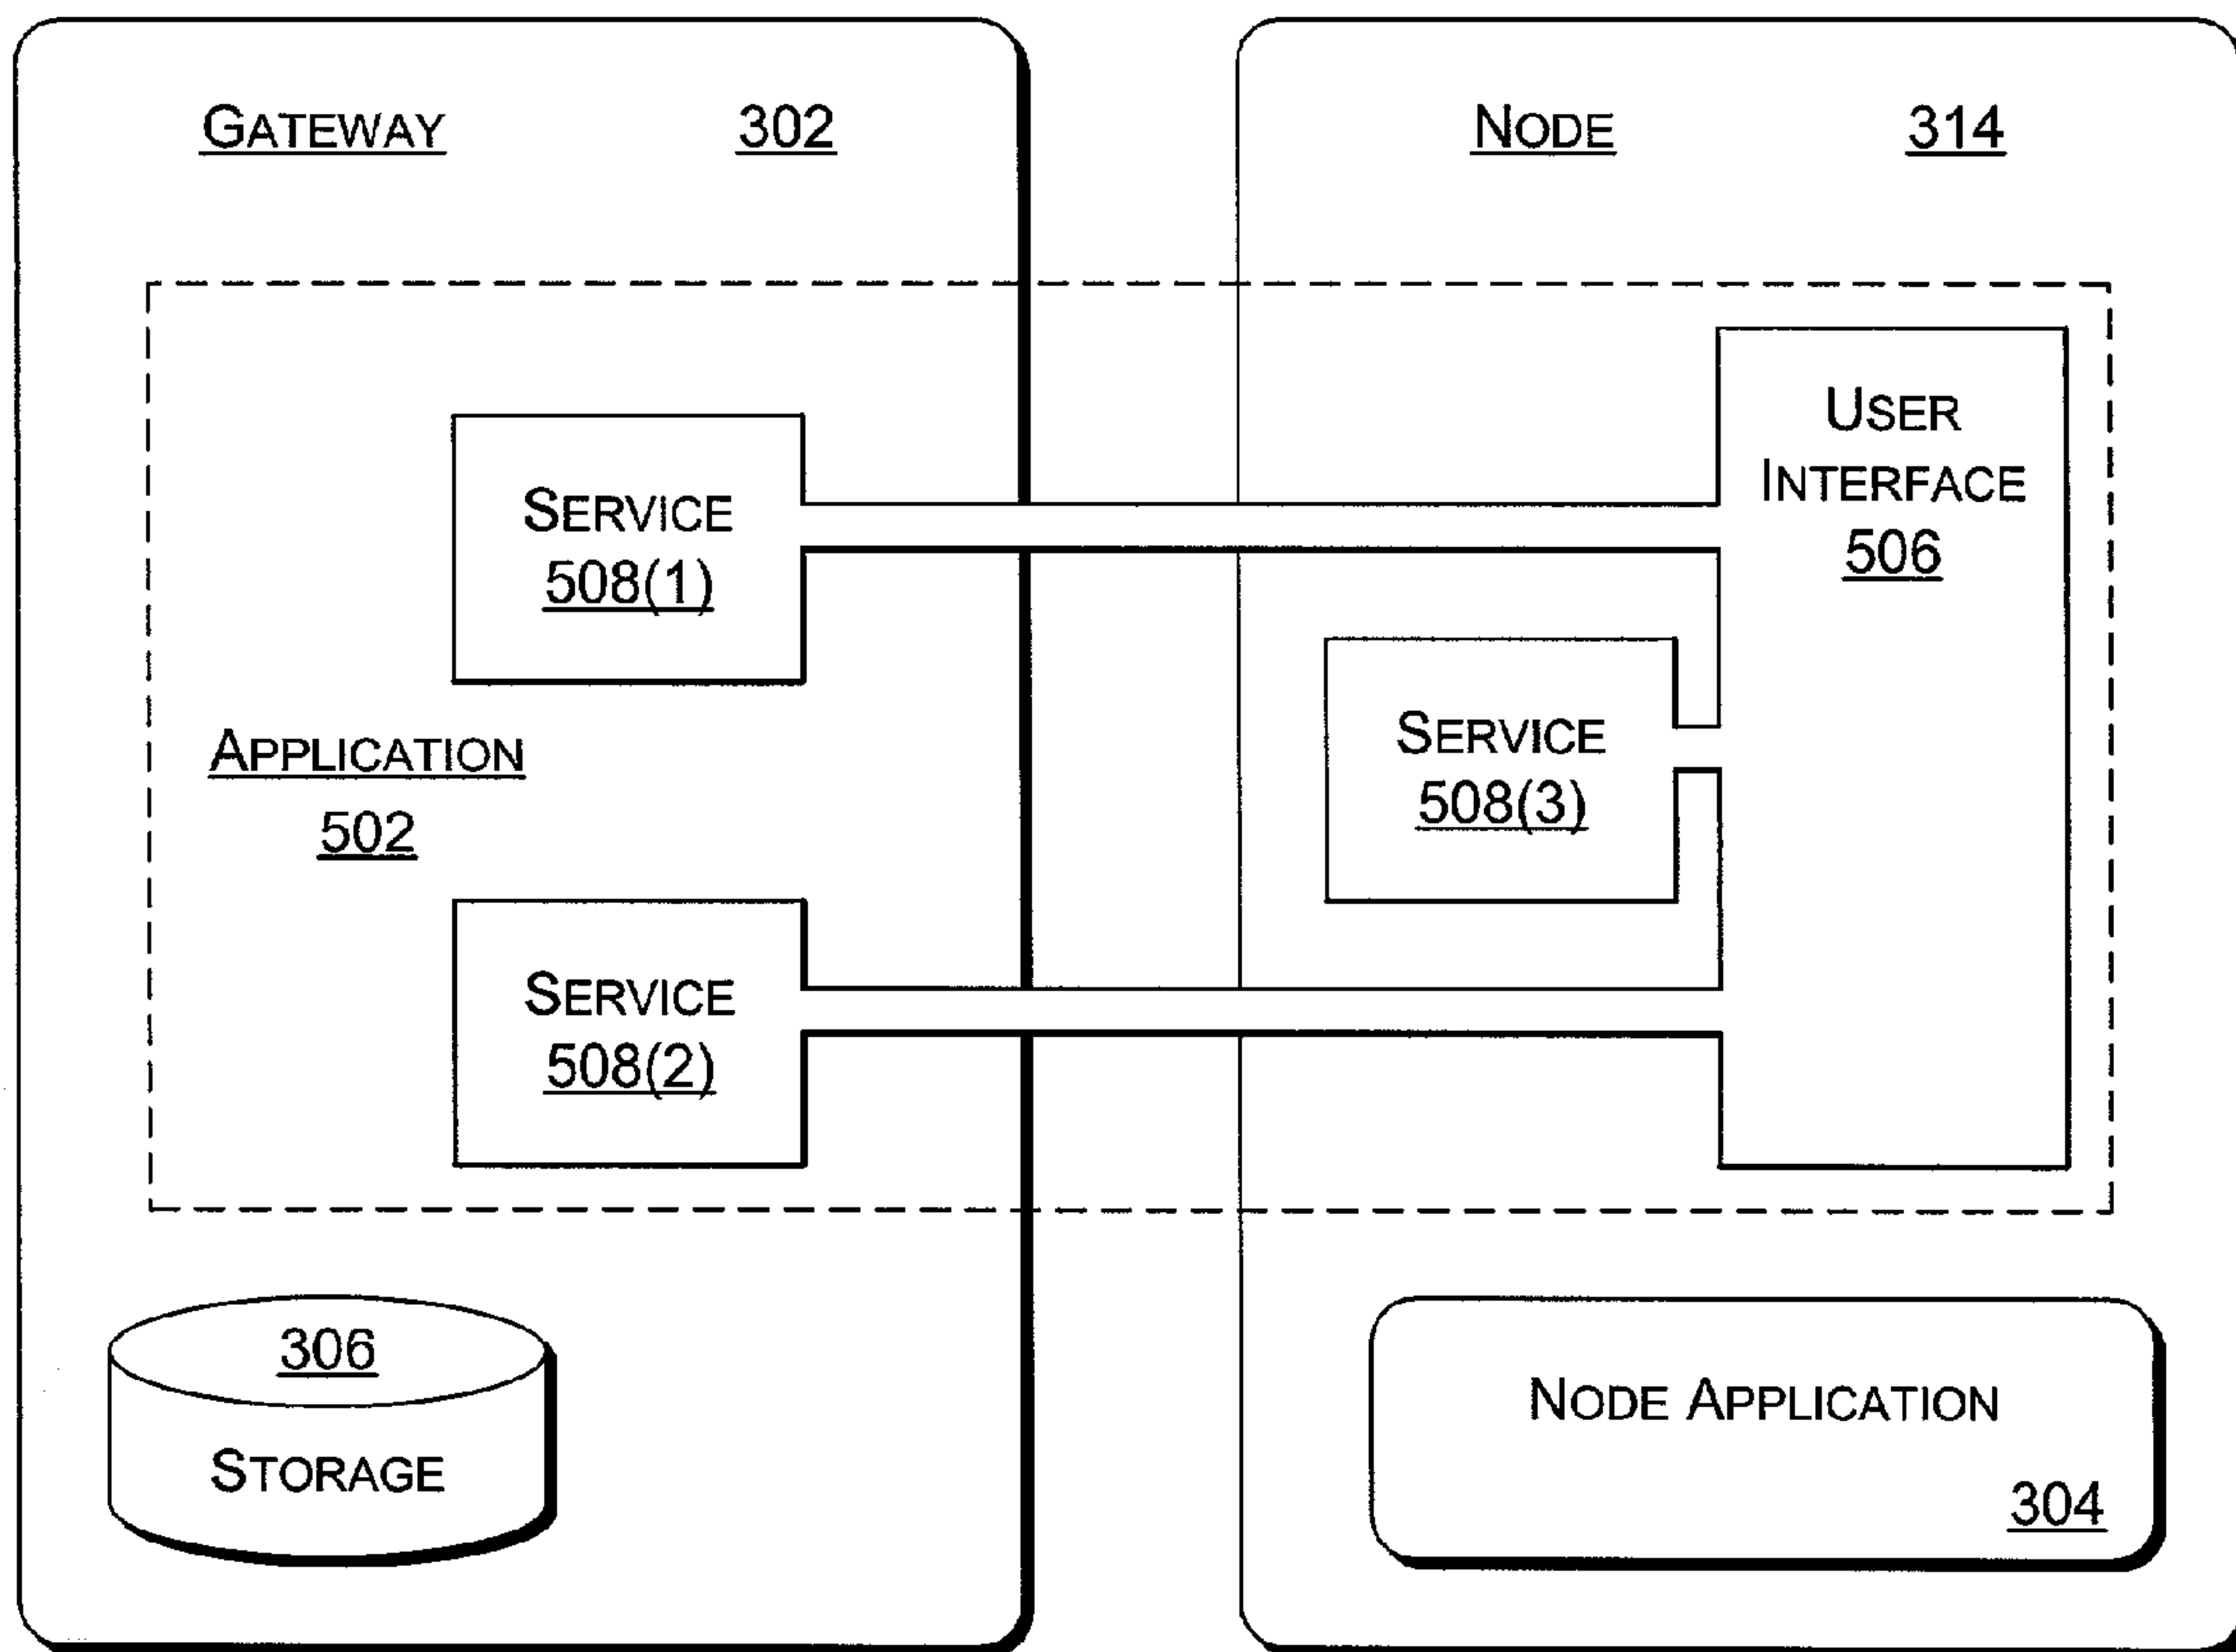 GATEWAY 302
NODE 314
USER
INTERFACE
506
SERVICE
508(1)
SERVICE
508(3)
APPLICATION
502
SERVICE
508(2)
306
STORAGE
NODE APPLICATION
304